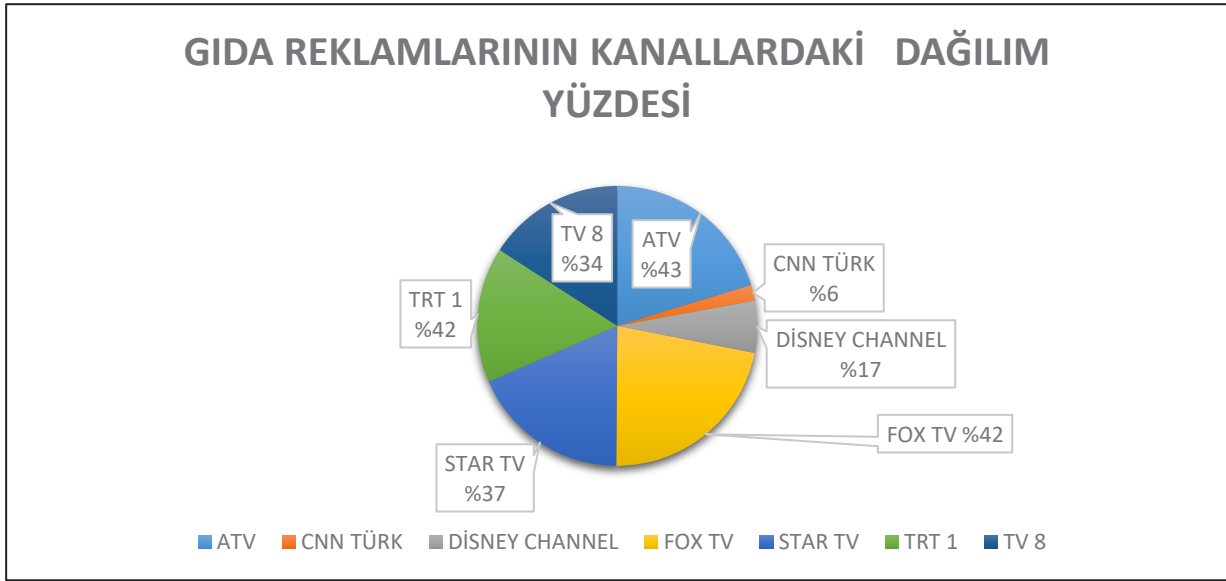 GIDA REKLAMLARININ KANALLARDAKİ DAĞILIM
YÜZDESİ
TV 8
%34
ATV
%43
CNN TÜRK
%6
TRT 1
%42
DİSNEY CHANNEL
%17
FOX TV %42
STAR TV
%37
ATV CNN TÜRK DİSNEY CHANNEL FOX TV STAR TV TRT 1 TV 8